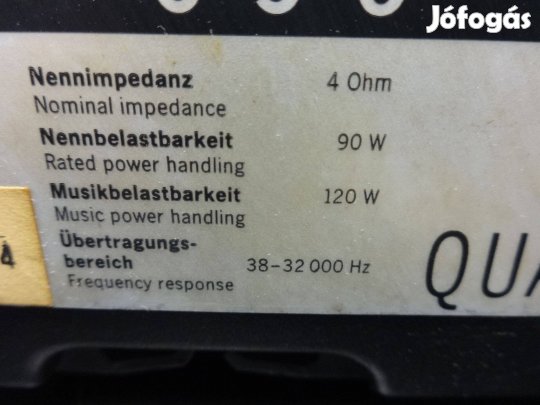 Jófogás
Nennimpedanz 4 Ohm
Nominal impedance
Nennbelastbarkeit 90 W
Rated power handling
Musikbelastbarkeit 120 W
Music power handling
Übertragungs-
bereich 38-32 000 Hz
Frequency response
4